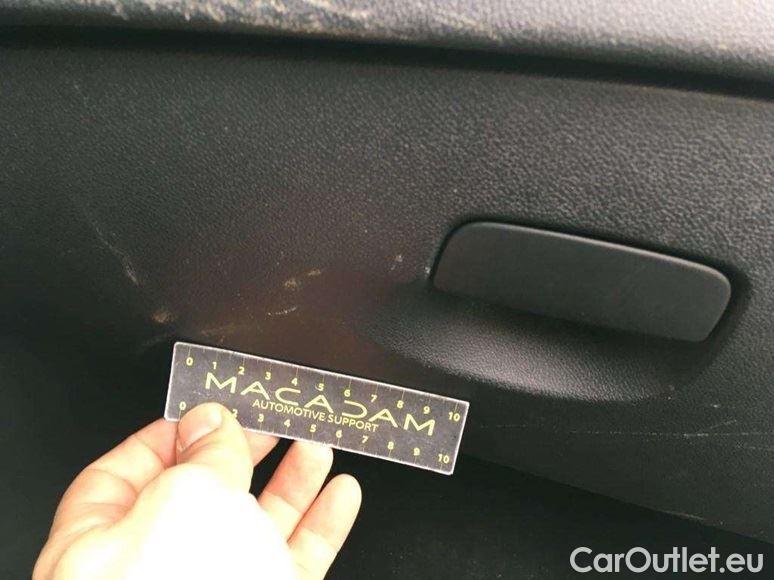 0 1 2 3 4 5 6 7 8 9 10
MACADAM
AUTOMOTIVE SUPPORT
0 2 3 4 5 6 7 8 9 10
CarOutlet.eu